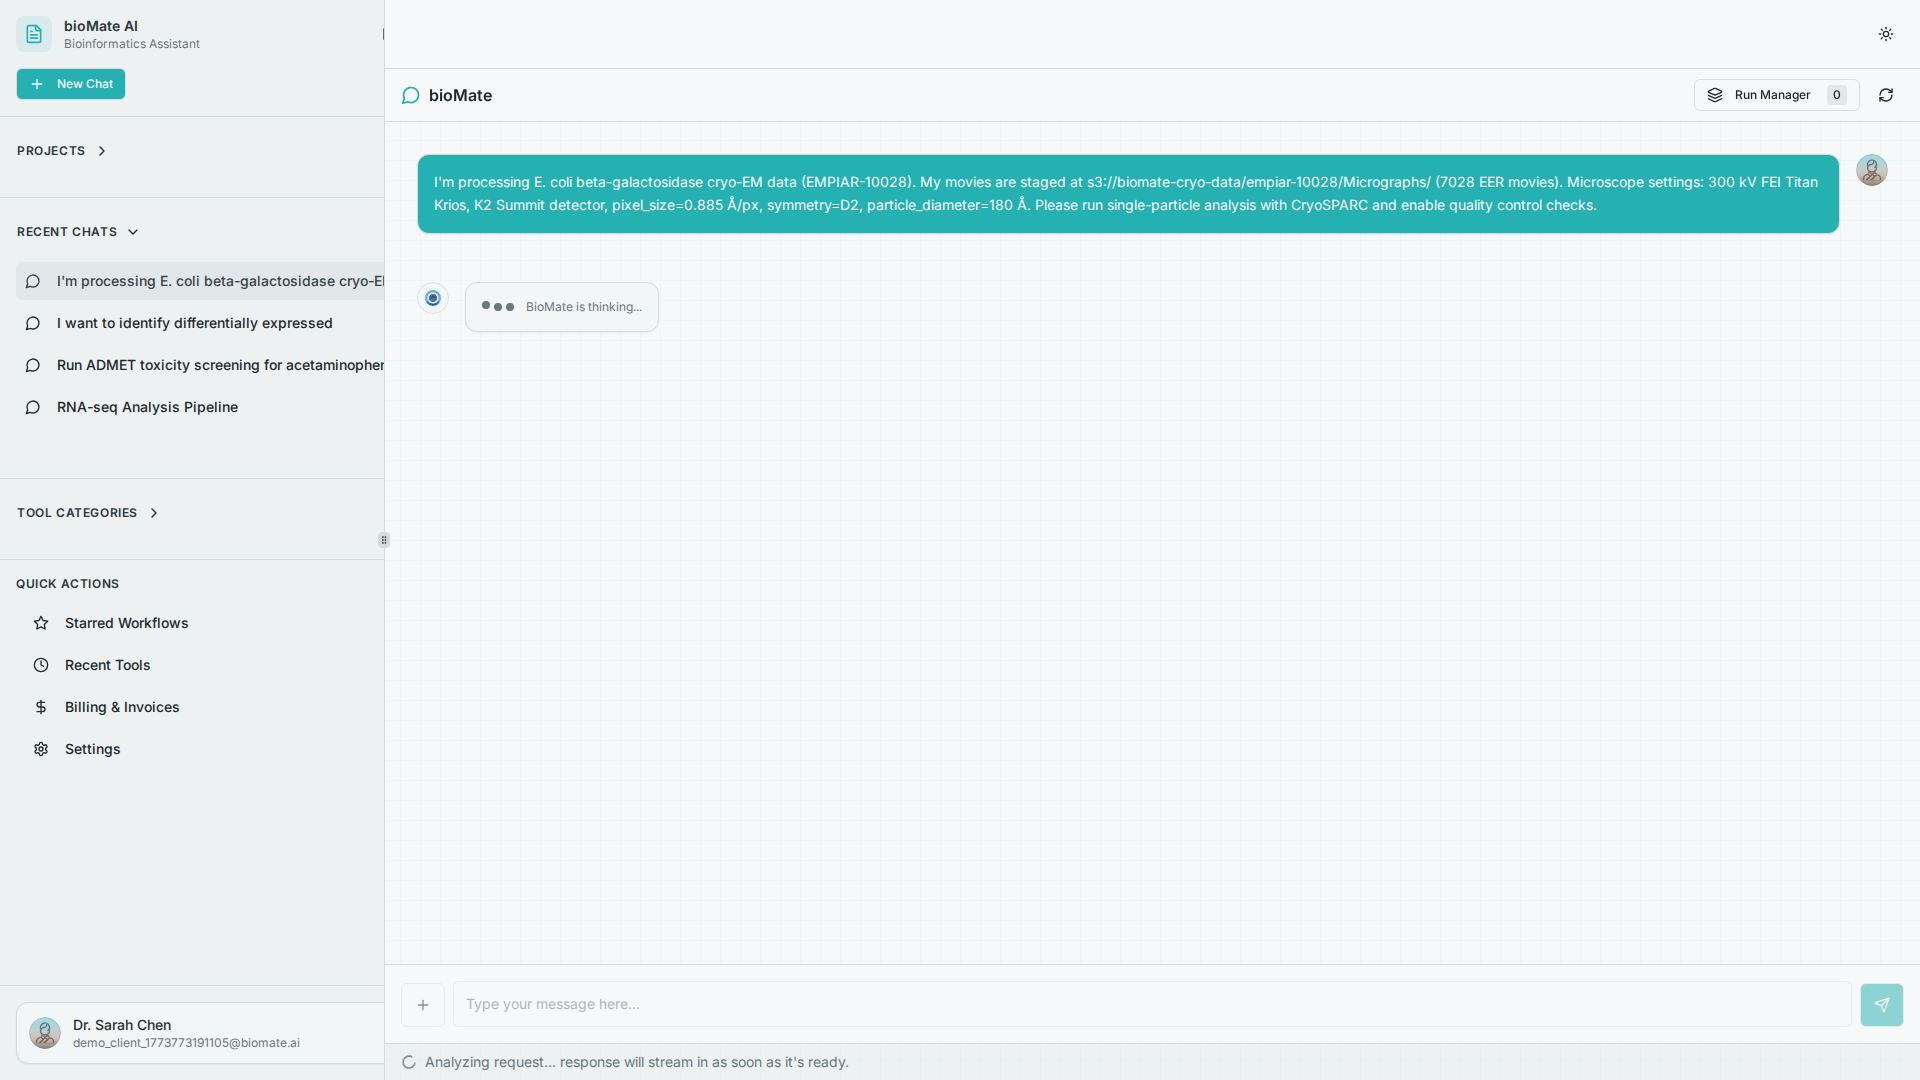 bioMate AI
Bioinformatics Assistant
New Chat
PROJECTS
RECENT CHATS
I'm processing E. coli beta-galactosidase cryo-E
I want to identify differentially expressed
Run ADMET toxicity screening for acetaminophe
RNA-seq Analysis Pipeline
TOOL CATEGORIES
QUICK ACTIONS
Starred Workflows
Recent Tools
Billing & Invoices
Settings
Dr. Sarah Chen
demo_client_1773773191105@biomate.ai
bioMate
Run Manager 0
I'm processing E. coli beta-galactosidase cryo-EM data (EMPIAR-10028). My movies are staged at s3://biomate-cryo-data/empiar-10028/Micrographs/ (7028 EER movies). Microscope settings: 300 kV FEI Titan
Krios, K2 Summit detector, pixel_size=0.885 Å/px, symmetry=D2, particle_diameter=180 Å. Please run single-particle analysis with CryoSPARC and enable quality control checks.
BioMate is thinking...
Type your message here...
Analyzing request... response will stream in as soon as it's ready.